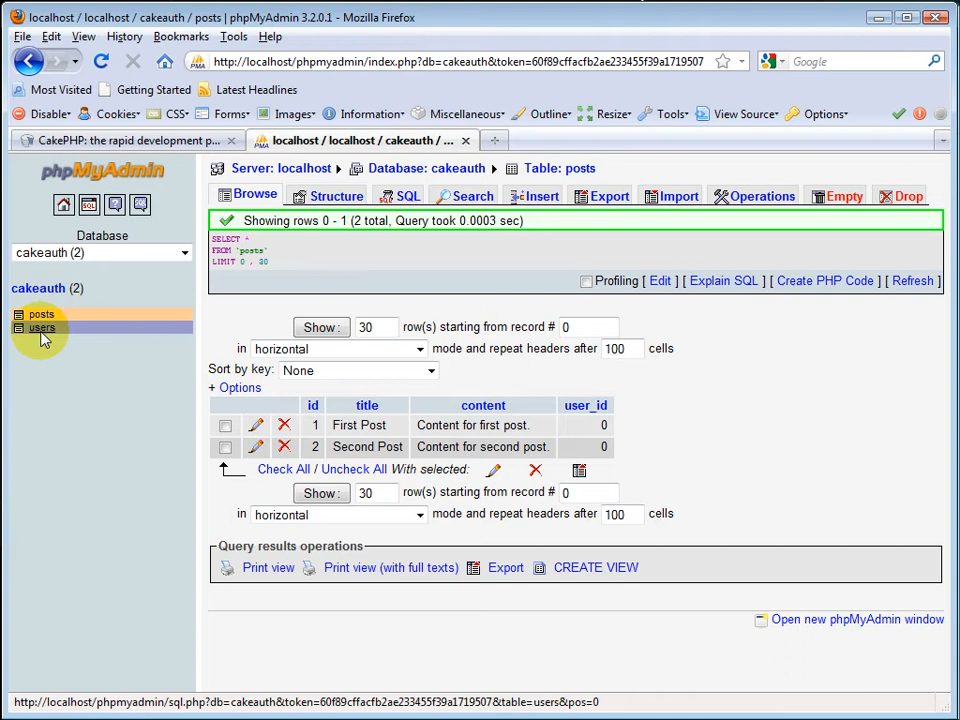 localhost / localhost / cakeauth / posts | phpMyAdmin 3.2.0.1 - Mozilla Firefox
File Edit View History Bookmarks Tools Help
PMA http://localhost/phpmyadmin/index.php?db=cakeauth&token=60f89cffacfb2ae233455f39a1719507 Google
Most Visited Getting Started Latest Headlines
Disable Cookies CSS Forms Images Information Miscellaneous Outline Resize Tools View Source Options
CakePHP: the rapid development p... localhost / localhost / cakeauth / ...
phpMyAdmin
SQL
Database
cakeauth (2)
cakeauth (2)
posts
users
Server: localhost Database: cakeauth Table: posts
Browse Structure SQL Search Insert Export Import Operations Empty Drop
Showing rows 0 - 1 (2 total, Query took 0.0003 sec)
SELECT *
FROM `posts`
LIMIT 0 , 30
Profiling [ Edit ] [ Explain SQL ] [ Create PHP Code ] [ Refresh ]
Show : 30 row(s) starting from record # 0
in horizontal mode and repeat headers after 100 cells
Sort by key: None
+ Options
id title content user_id
1 First Post Content for first post. 0
2 Second Post Content for second post. 0
Check All / Uncheck All With selected:
Show : 30 row(s) starting from record # 0
in horizontal mode and repeat headers after 100 cells
Query results operations
Print view Print view (with full texts) Export CREATE VIEW
Open new phpMyAdmin window
http://localhost/phpmyadmin/sql.php?db=cakeauth&token=60f89cffacfb2ae233455f39a1719507&table=users&pos=0